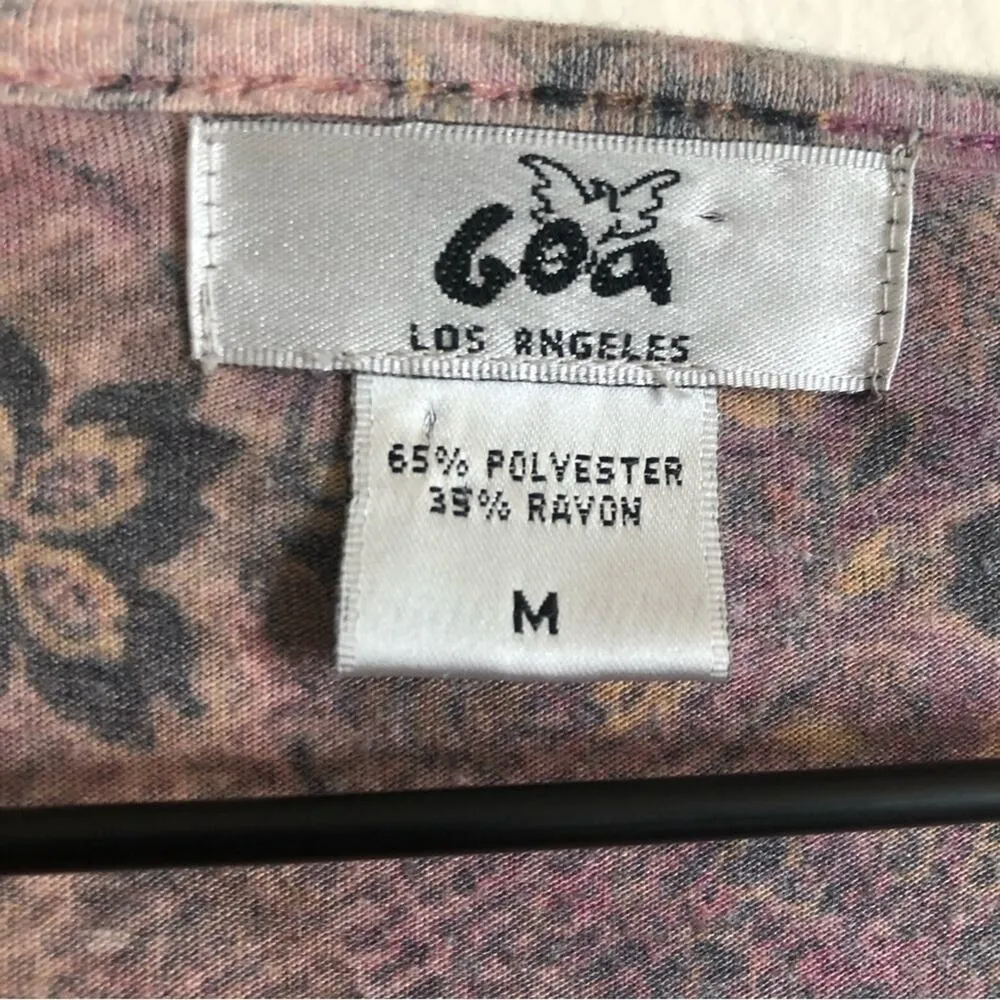 Goa
LOS ANGELES
65% POLYESTER
35% RAYON
M